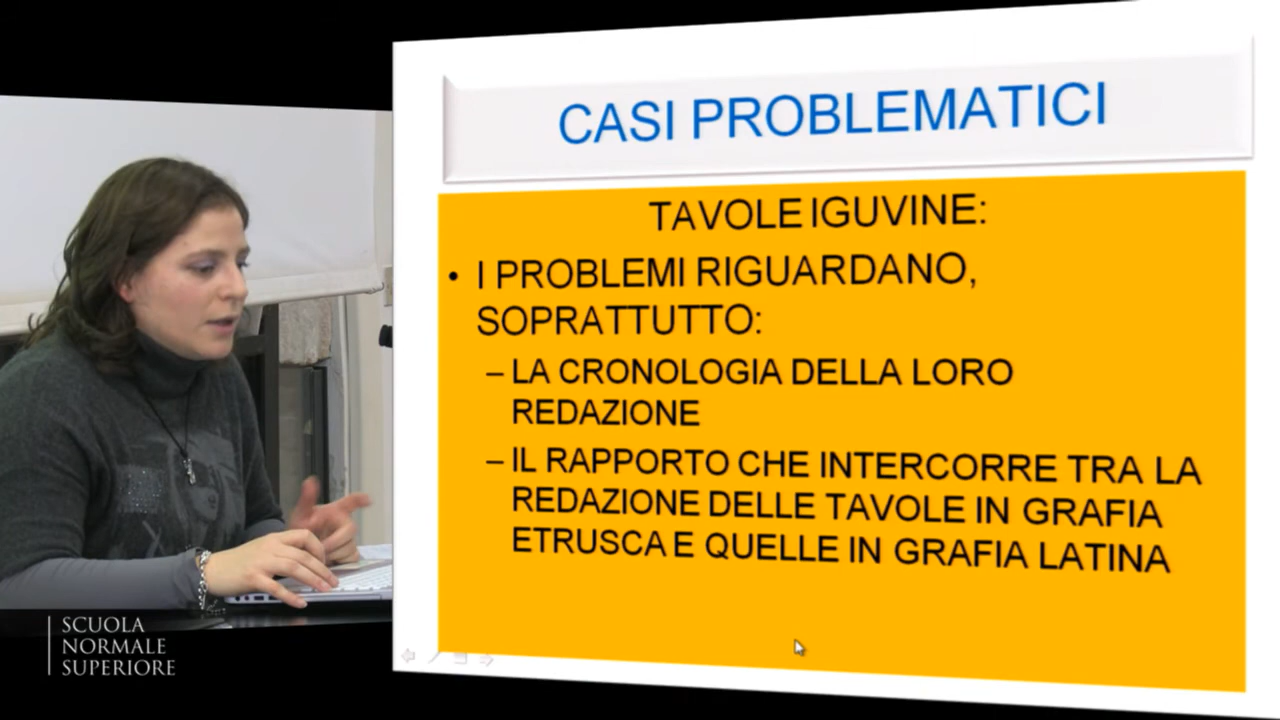 CASI PROBLEMATICI
TAVOLE IGUVINE:
• I PROBLEMI RIGUARDANO,
SOPRATTUTTO:
– LA CRONOLOGIA DELLA LORO
REDAZIONE
– IL RAPPORTO CHE INTERCORRE TRA LA
REDAZIONE DELLE TAVOLE IN GRAFIA
ETRUSCA E QUELLE IN GRAFIA LATINA
SCUOLA
NORMALE
SUPERIORE